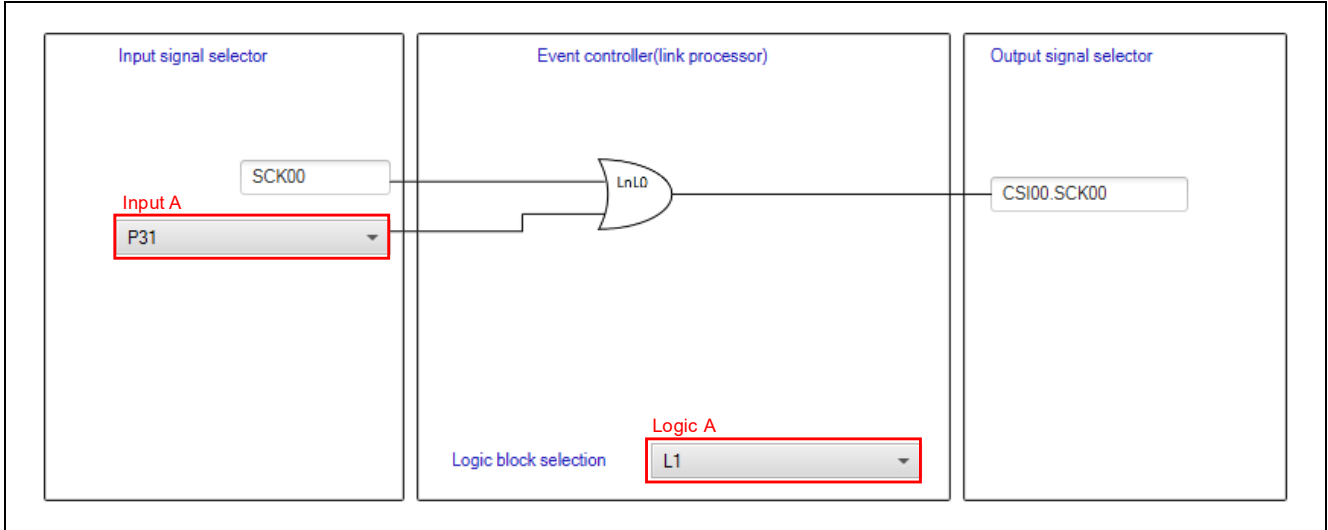 Input signal selector
Event controller(link processor)
Output signal selector
SCK00
LnL0
CSI00.SCK00
Input A
P31
Logic A
Logic block selection
L1